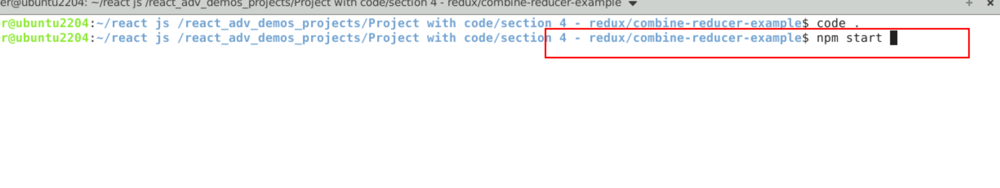 er@ubuntu2204: ~/react js /react_adv_demos_projects/Project with code/section 4 - redux/combine-reducer-example
r@ubuntu2204:~/react js /react_adv_demos_projects/Project with code/section 4 - redux/combine-reducer-example$ code .
r@ubuntu2204:~/react js /react_adv_demos_projects/Project with code/section 4 - redux/combine-reducer-example$ npm start